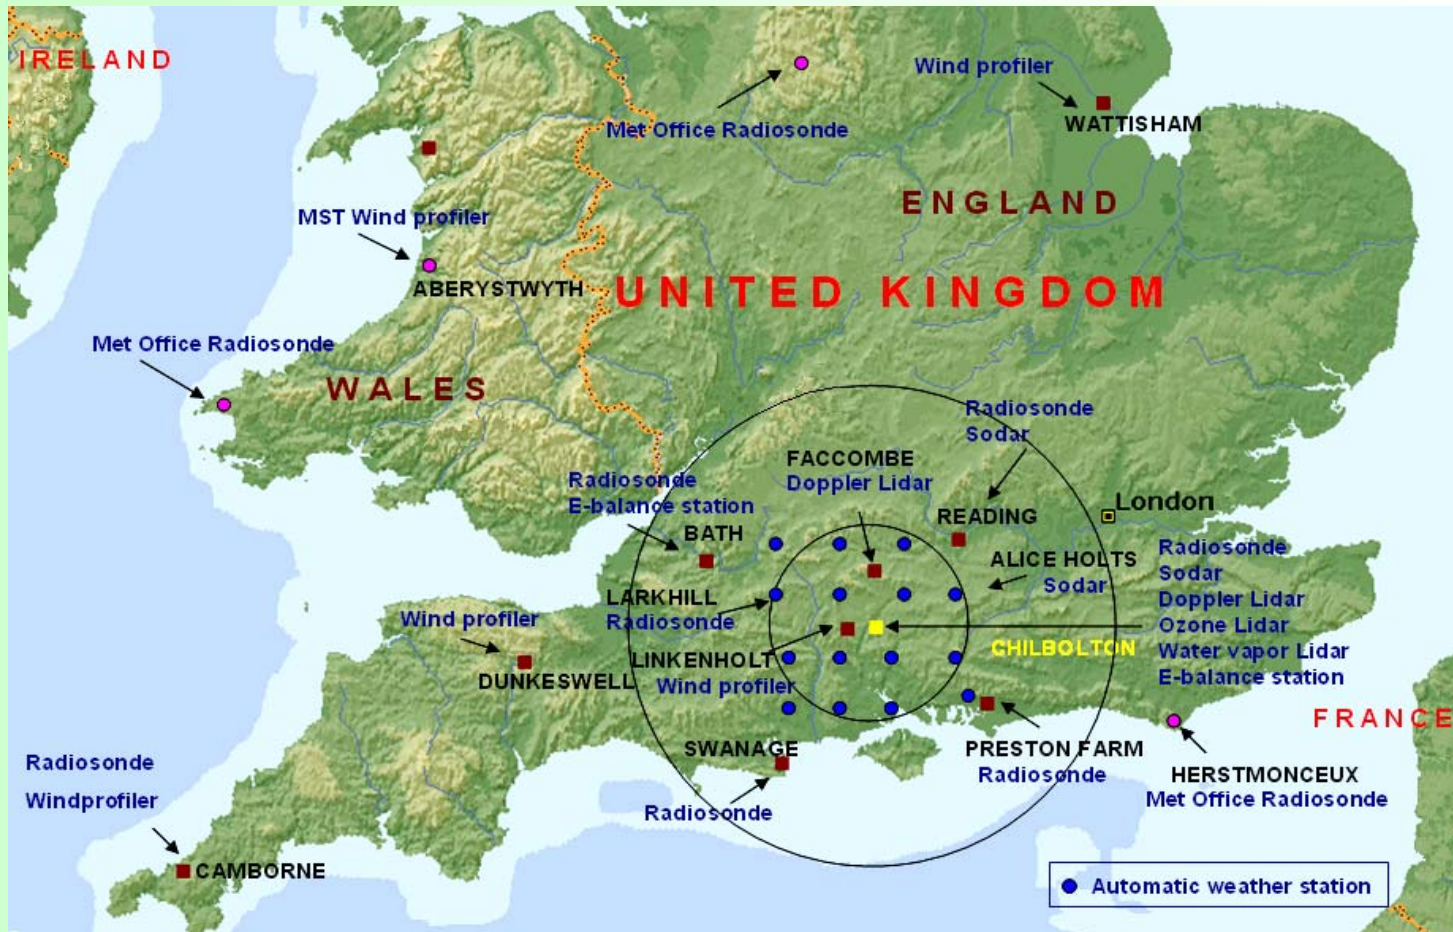 IRELAND
Wind profiler
Met Office Radiosonde
WATTISHAM
ENGLAND
MST Wind profiler
ABERYSTWYTH
UNITED KINGDOM
Met Office Radiosonde
WALES
Radiosonde
Sodar
FACCOMBE
Doppler Lidar
Radiosonde
E-balance station
BATH
READING
London
ALICE HOLTS
Sodar
Radiosonde
Sodar
Doppler Lidar
Ozone Lidar
Water vapor Lidar
E-balance station
LARKHILL
Radiosonde
Wind profiler
DUNKESWELL
LINKENHOLT
Wind profiler
CHILBOLTON
FRANCE
SWANAGE
Radiosonde
PRESTON FARM
Radiosonde
HERSTMONCEUX
Met Office Radiosonde
Radiosonde
Windprofiler
CAMBORNE
Automatic weather station